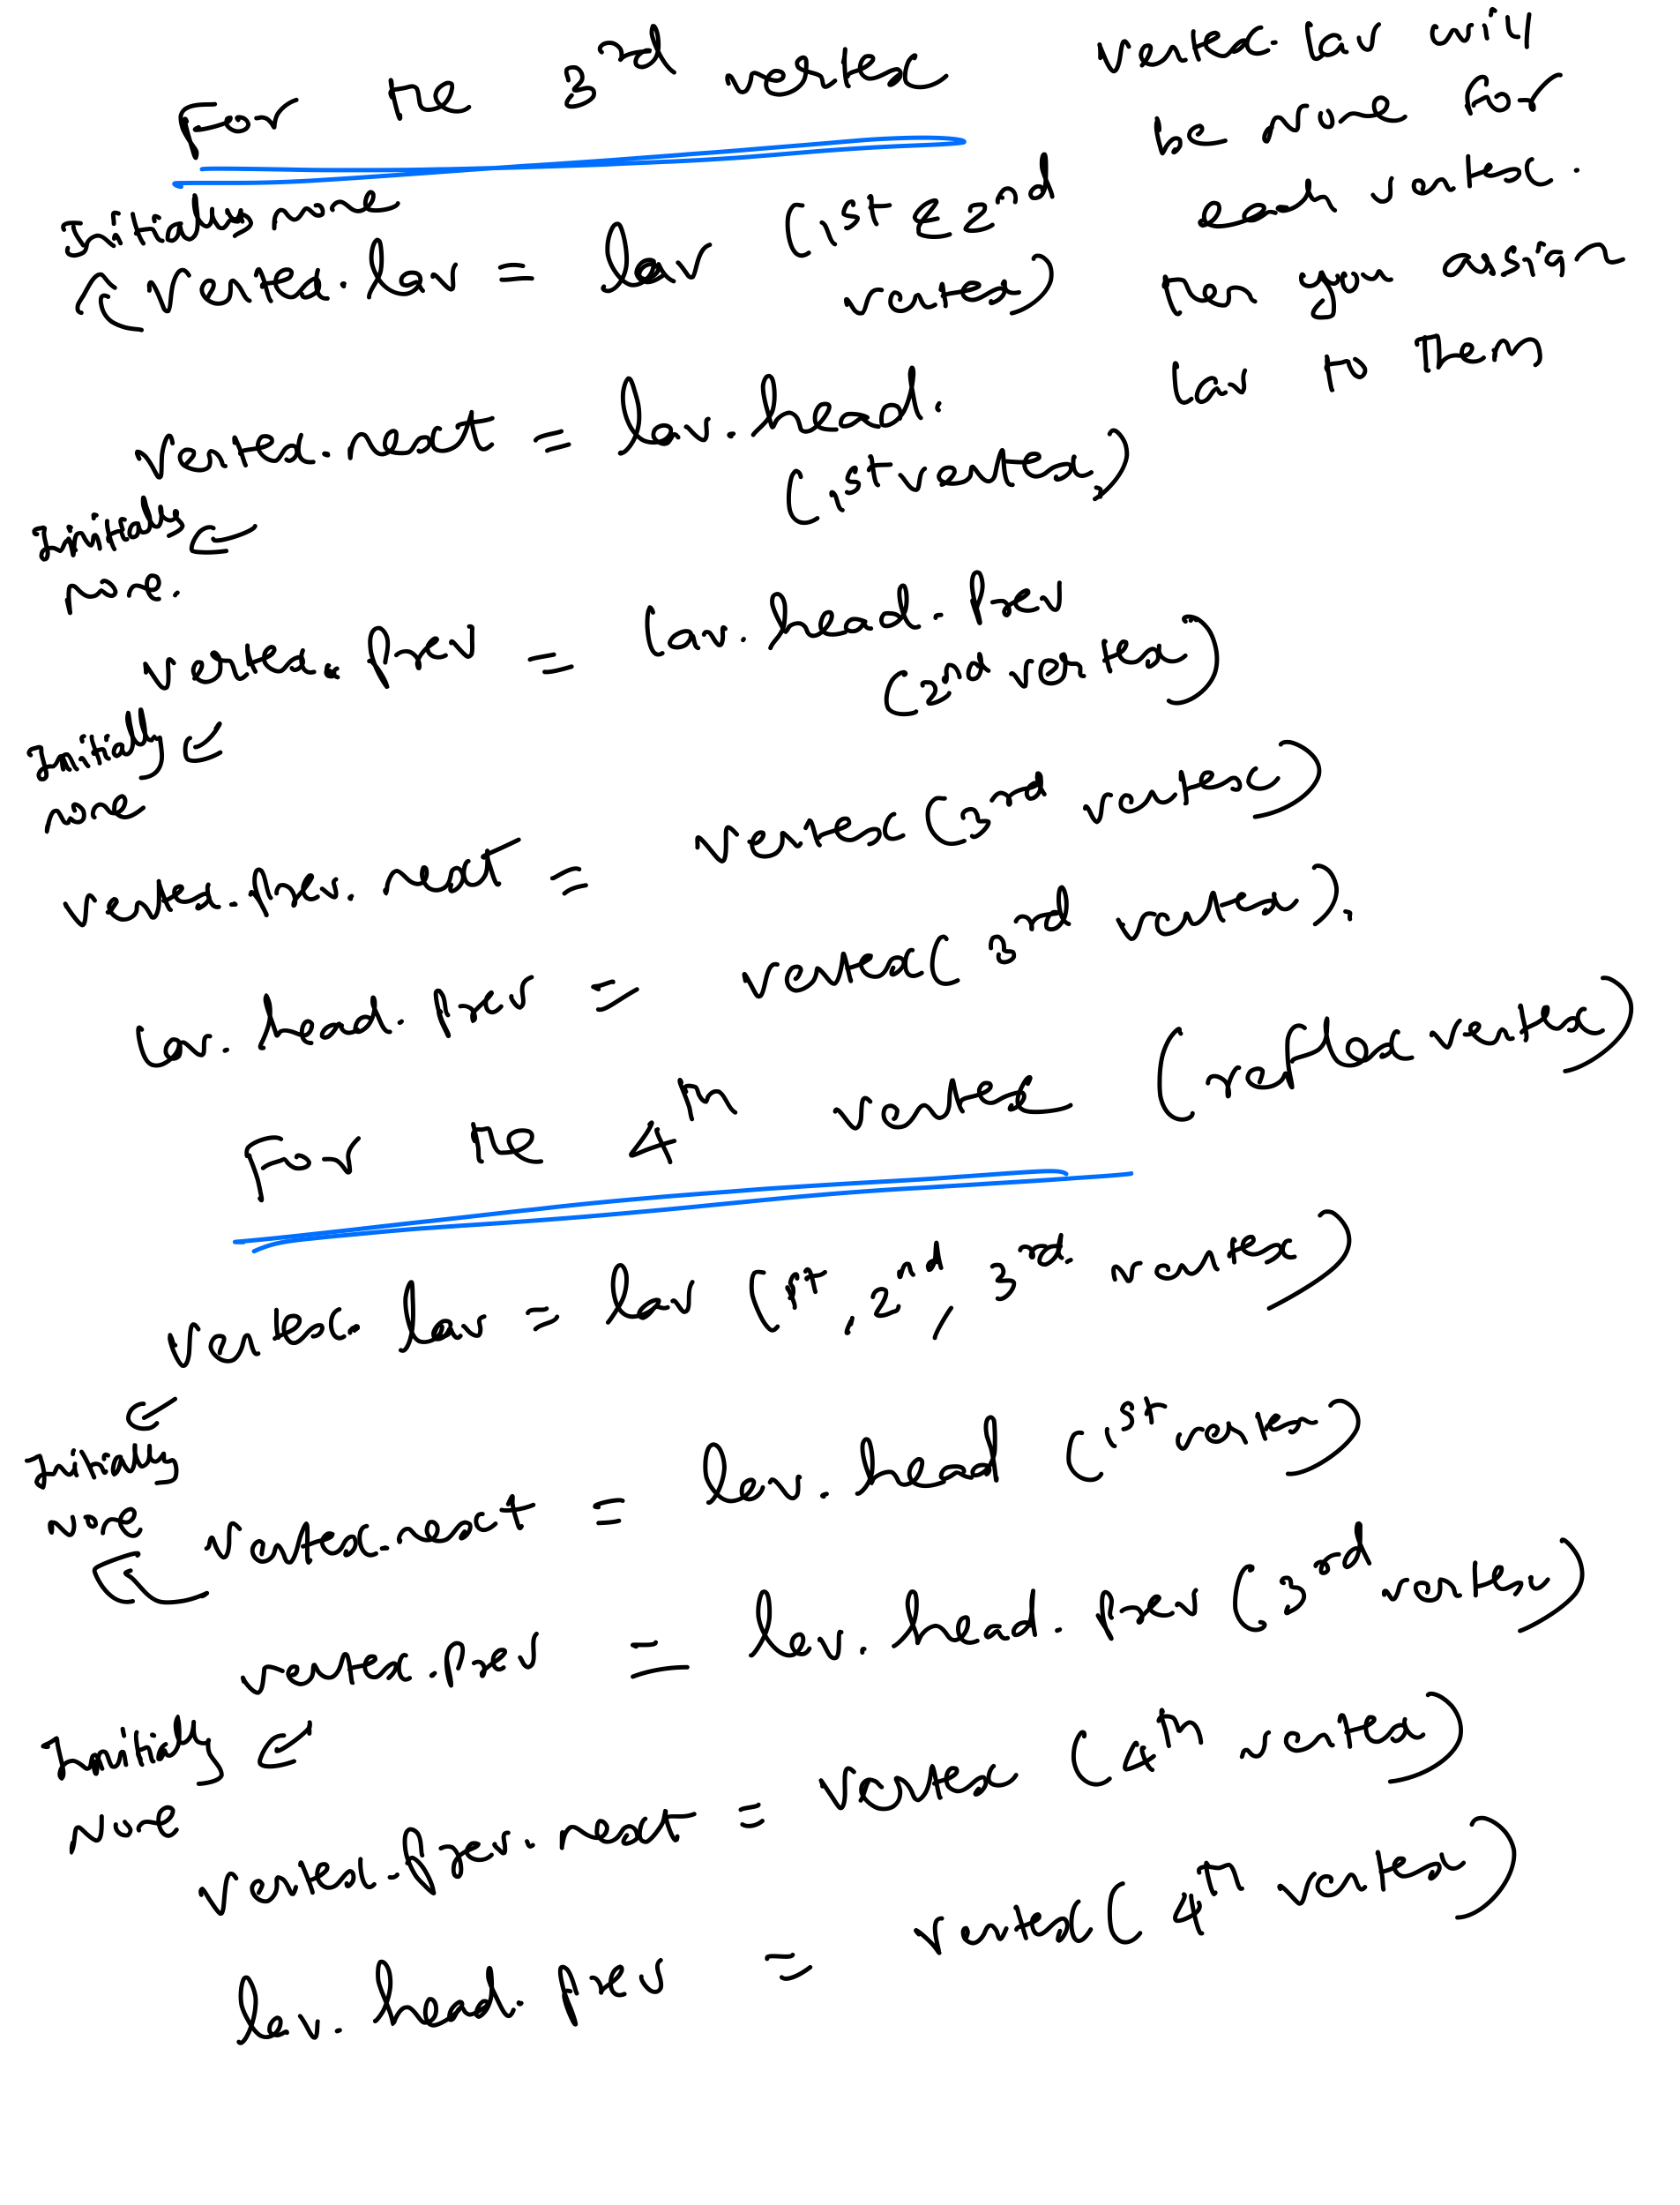 For the 3rd vertex
vertex.lav will
be none for
each vertex.
then you assign
lav to them
Initially none
vertex.lav = lav (1st & 2nd
vertex)
vertex.next = lav.head.
(1st vertex)
Initially
None.
vertex.prev = lav.head.prev
(2nd vertex)
Initially
none
vertex.prev.next = vertex (3rd vertex)
lav.head.prev = vertex (3rd vertex).
For the 4th vertex (reflex vertex)
vertex.lav = lav (1st, 2nd, 3rd vertex)
Initially
none
vertex.next = lav.head (1st vertex)
vertex.prev = lav.head.prev (3rd vertex)
Initially
None
vertex.prev.next = vertex (4th vertex)
lav.head.prev = vertex (4th vertex)